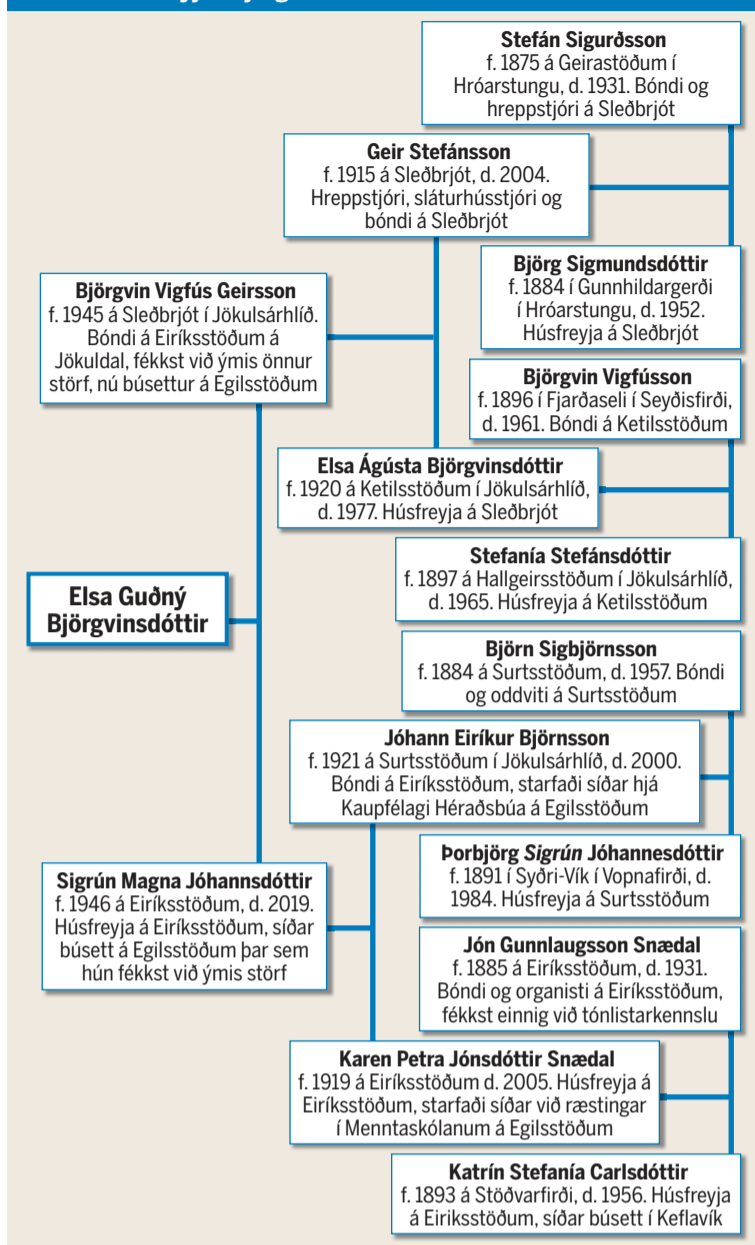 Stefán Sigurðsson
f. 1875 á Geirastöðum í
Hróarstungu, d. 1931. Bóndi og
hreppstjóri á Sleðbrjót
Geir Stefánsson
f. 1915 á Sleðbrjót, d. 2004.
Hreppstjóri, sláturhússtjóri og
bóndi á Sleðbrjót
Björg Sigmundsdóttir
f. 1884 í Gunnhildargerði
í Hróarstungu, d. 1952.
Húsfreyja á Sleðbrjót
Björgvin Vigfús Geirsson
f. 1945 á Sleðbrjót í Jökulsárhlíð.
Bóndi á Eiríksstöðum á
Jökuldal, fékkst við ýmis önnur
störf, nú búsettur á Egilsstöðum
Björgvin Vigfússon
f. 1896 í Fjarðaseli í Seyðisfirði,
d. 1961. Bóndi á Ketilsstöðum
Elsa Ágústa Björgvinsdóttir
f. 1920 á Ketilsstöðum í Jökulsárhlíð,
d. 1977. Húsfreyja á Sleðbrjót
Stefanía Stefánsdóttir
f. 1897 á Hallgeirsstöðum í Jökulsárhlíð,
d. 1965. Húsfreyja á Ketilsstöðum
Elsa Guðný
Björgvinsdóttir
Björn Sigbjörnsson
f. 1884 á Surtsstöðum, d. 1957. Bóndi
og oddviti á Surtsstöðum
Jóhann Eiríkur Björnsson
f. 1921 á Surtsstöðum í Jökulsárhlíð, d. 2000.
Bóndi á Eiríksstöðum, starfaði síðar hjá
Kaupfélagi Héraðsbúa á Egilsstöðum
Þorbjörg Sigrún Jóhannesdóttir
f. 1891 í Syðri-Vík í Vopnafirði, d.
1984. Húsfreyja á Surtsstöðum
Sigrún Magna Jóhannsdóttir
f. 1946 á Eiríksstöðum, d. 2019.
Húsfreyja á Eiríksstöðum, síðar
búsett á Egilsstöðum þar sem
hún fékkst við ýmis störf
Jón Gunnlaugsson Snædal
f. 1885 á Eiríksstöðum, d. 1931.
Bóndi og organisti á Eiríksstöðum,
fékkst einnig við tónlistarkennslu
Karen Petra Jónsdóttir Snædal
f. 1919 á Eiríksstöðum d. 2005. Húsfreyja á
Eiríksstöðum, starfaði síðar við ræstingar
í Menntaskólanum á Egilsstöðum
Katrín Stefanía Carlsdóttir
f. 1893 á Stöðvarfirði, d. 1956. Húsfreyja
á Eiriksstöðum, síðar búsett í Keflavík